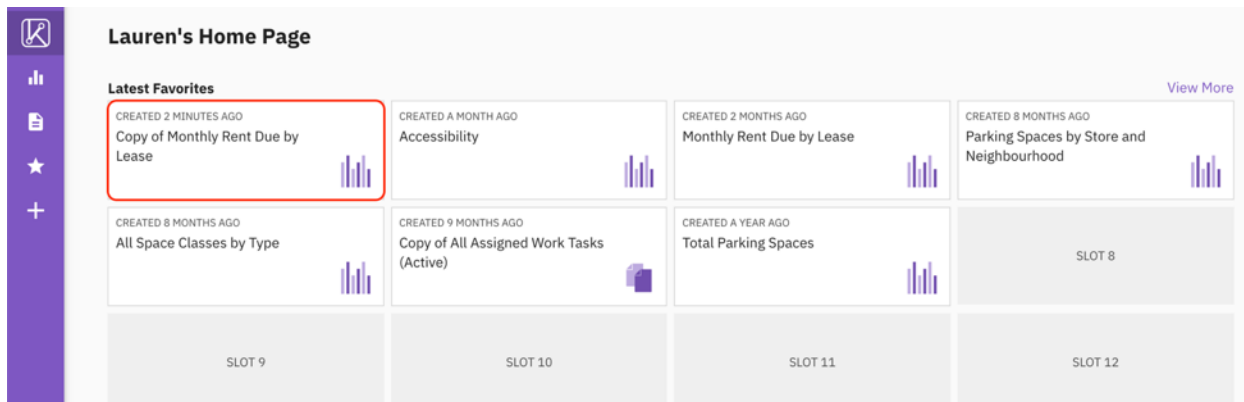 Lauren's Home Page
Latest Favorites
View More
CREATED 2 MINUTES AGO
Copy of Monthly Rent Due by
Lease
CREATED A MONTH AGO
Accessibility
CREATED 2 MONTHS AGO
Monthly Rent Due by Lease
CREATED 8 MONTHS AGO
Parking Spaces by Store and
Neighbourhood
CREATED 8 MONTHS AGO
All Space Classes by Type
CREATED 9 MONTHS AGO
Copy of All Assigned Work Tasks
(Active)
CREATED A YEAR AGO
Total Parking Spaces
SLOT 8
SLOT 9
SLOT 10
SLOT 11
SLOT 12